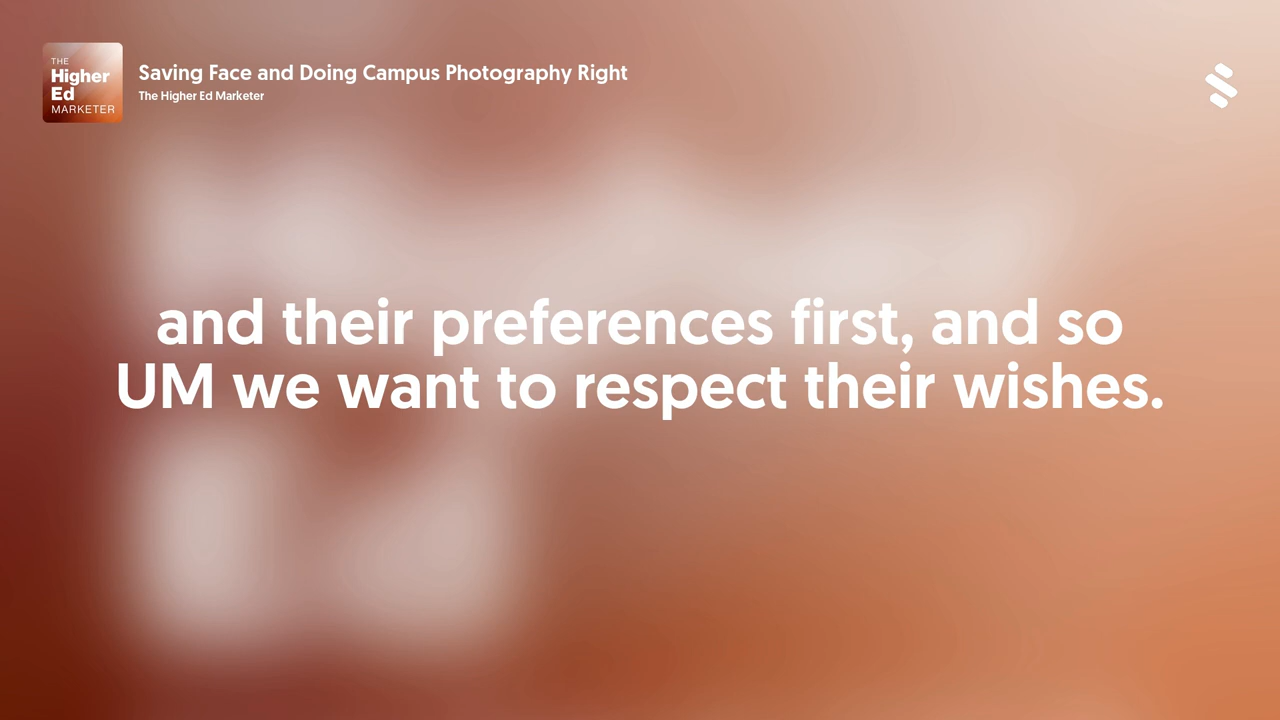 THE
Higher
Ed
MARKETER
Saving Face and Doing Campus Photography Right
The Higher Ed Marketer
and their preferences first, and so
UM we want to respect their wishes.